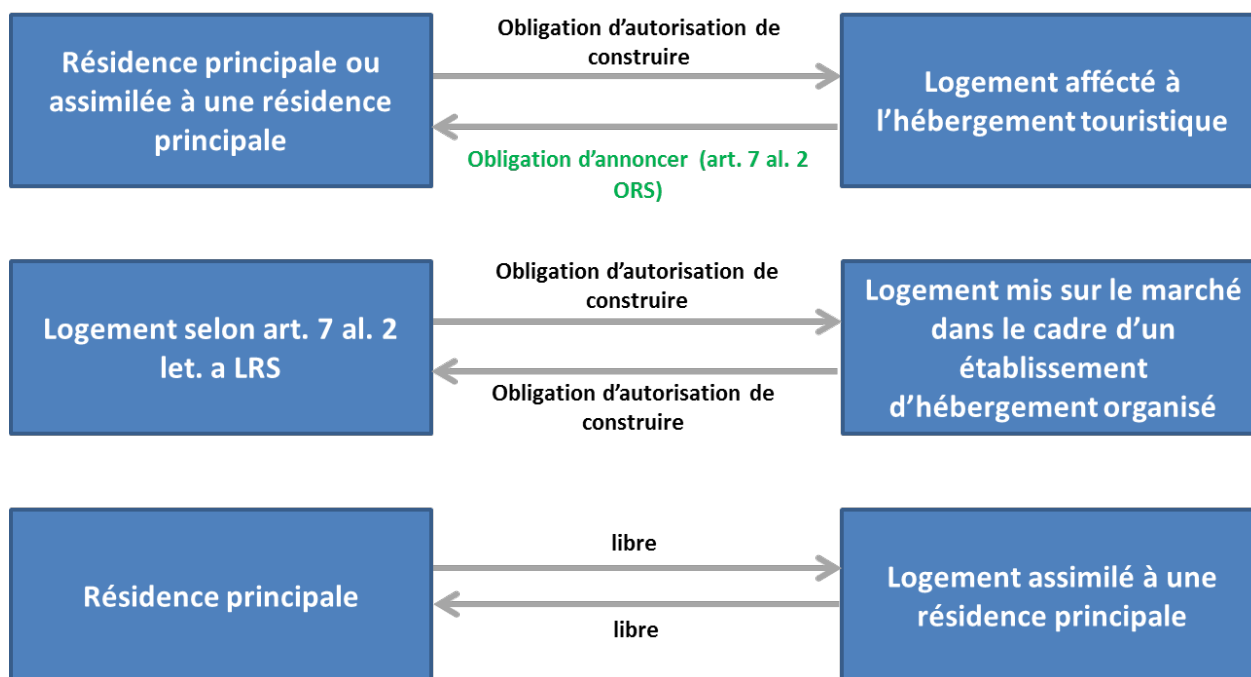 Résidence principale ou
assimilée à une résidence
principale
Obligation d'autorisation de
construire
Obligation d'annoncer (art. 7 al. 2
ORS)
Logement affécté à
l'hébergement touristique
Logement selon art. 7 al. 2
let. a LRS
Obligation d'autorisation de
construire
Obligation d'autorisation de
construire
Logement mis sur le marché
dans le cadre d'un
établissement
d'hébergement organisé
Résidence principale
libre
libre
Logement assimilé à une
résidence principale